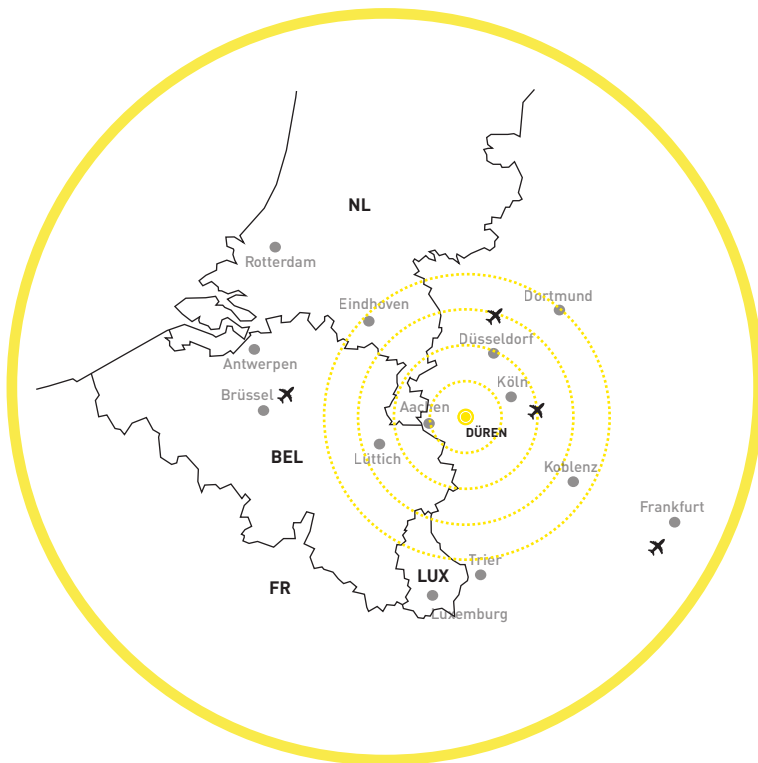 NL
Rotterdam
Eindhoven
Dortmund
Düsseldorf
Antwerpen
Köln
Brüssel
Aachen
DÜREN
BEL
Lüttich
Koblenz
Frankfurt
Trier
LUX
FR
Luxemburg